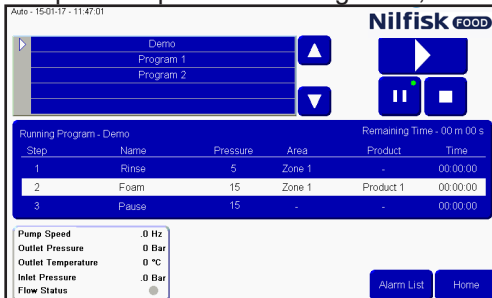 Auto - 15-01-17 - 11:47:01
Nilfisk FOOD
Demo
Program 1
Program 2
Running Program - Demo
Remaining Time - 00 m 00 s
Step Name Pressure Area Product Time
1 Rinse 5 Zone 1 - 00:00:00
2 Foam 15 Zone 1 Product 1 00:00:00
3 Pause 15 - - 00:00:00
Pump Speed .0 Hz
Outlet Pressure 0 Bar
Outlet Temperature 0 °C
Inlet Pressure .0 Bar
Flow Status
Alarm List Home